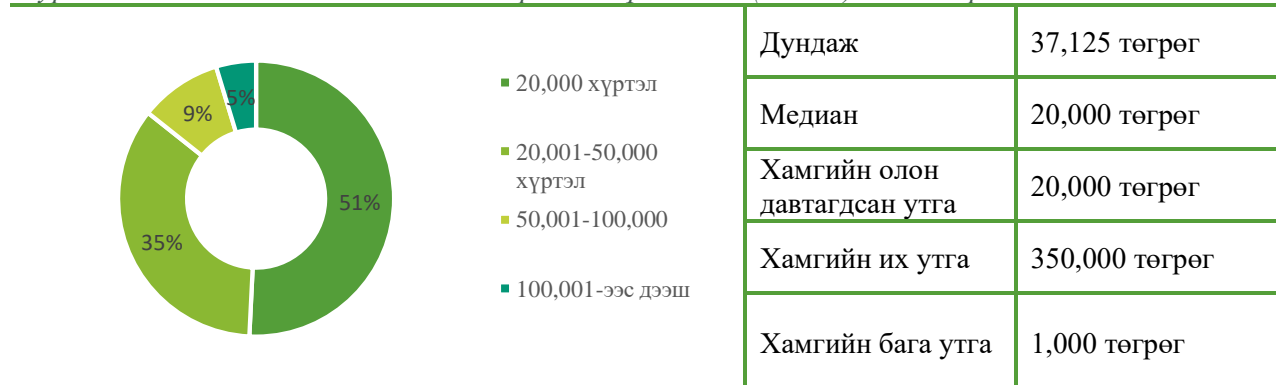 5%
9%
35%
51%
20,000 хүртэл
20,001-50,000
хүртэл
50,001-100,000
100,001-ээс дээш
Дундаж 37,125 төгрөг
Медиан 20,000 төгрөг
Хамгийн олон
давтагдсан утга 20,000 төгрөг
Хамгийн их утга 350,000 төгрөг
Хамгийн бага утга 1,000 төгрөг